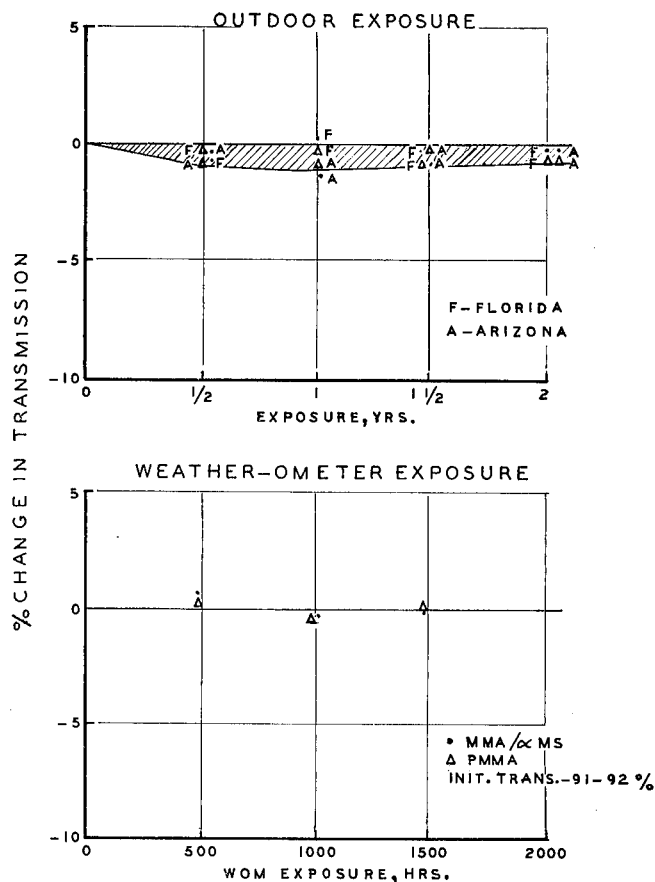 OUTDOOR EXPOSURE
% CHANGE IN TRANSMISSION
5
0
-5
-10
F
F A
F A
F
A F
F A
A F
A
A
F A
F A
F A
F A
F-FLORIDA
A-ARIZONA
0 1/2 1 1 1/2 2
EXPOSURE, YRS.
WEATHER-OMETER EXPOSURE
5
0
-5
-10
• MMA/∝MS
Δ PMMA
INIT. TRANS.-91-92 %
0 500 1000 1500 2000
WOM EXPOSURE, HRS.